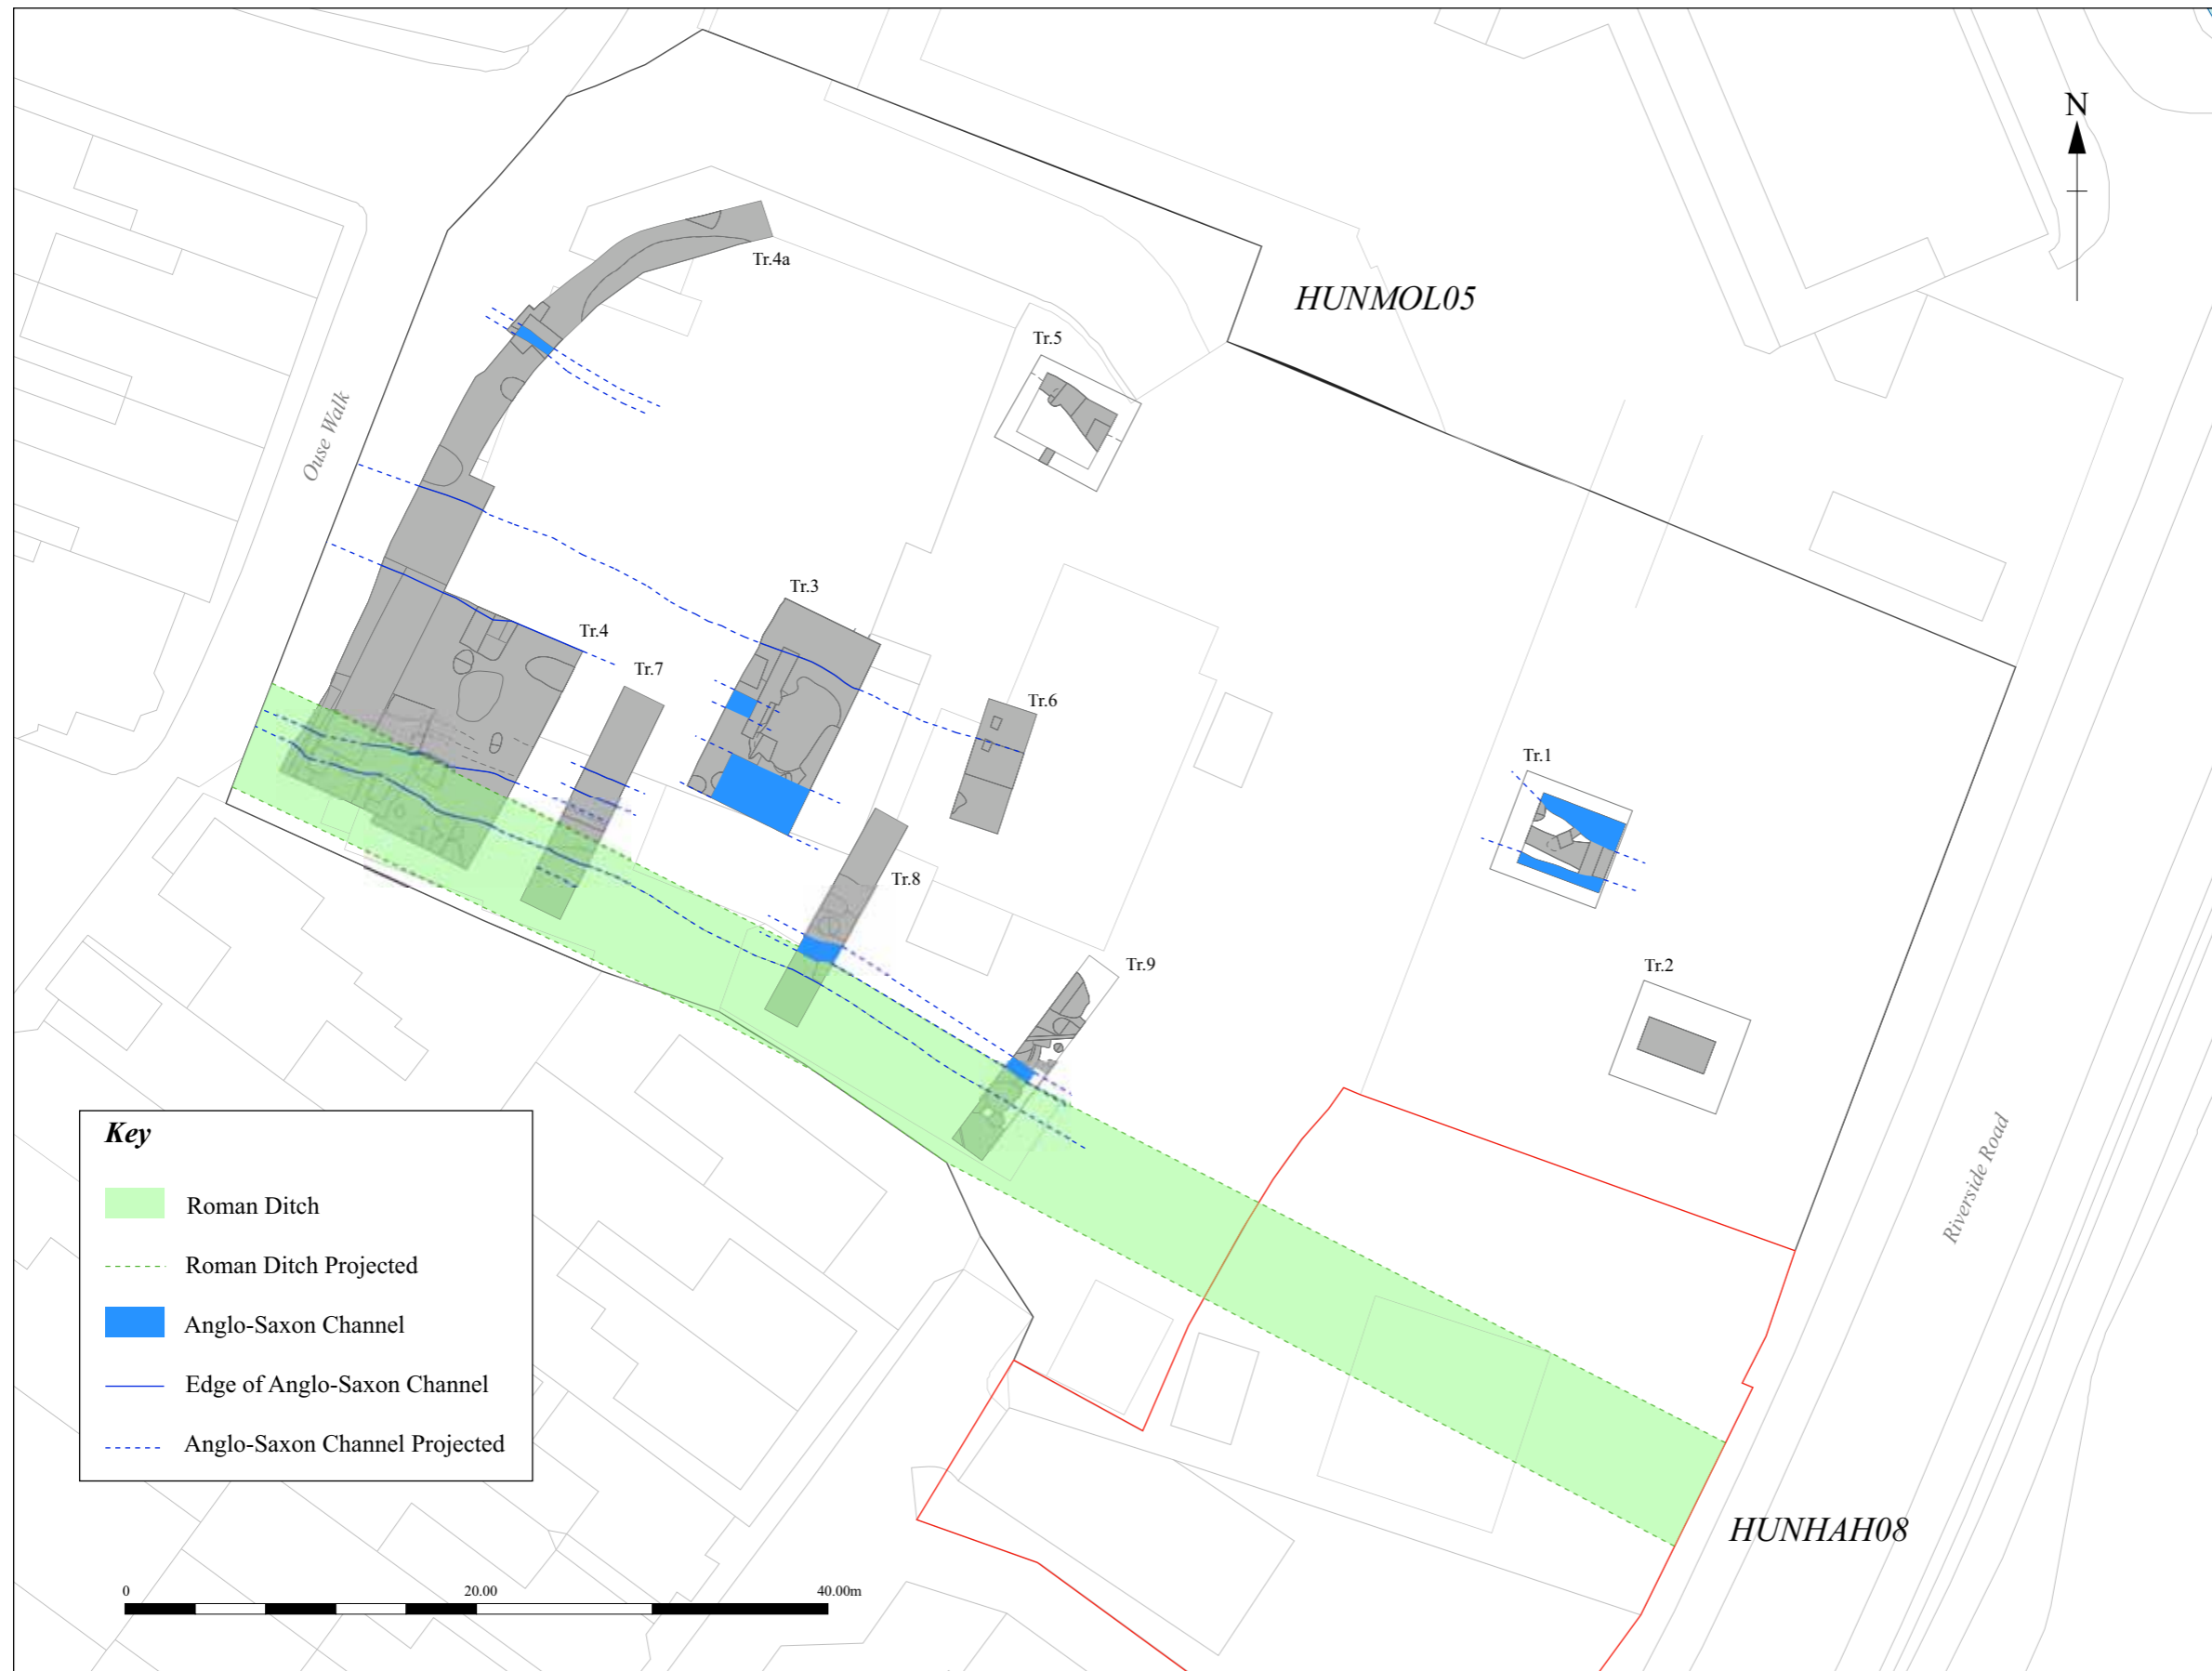 N
HUNMOL05
Tr.4a
Tr.5
Ouse Walk
Tr.3
Tr.4
Tr.7
Tr.6
Tr.1
Tr.8
Tr.9
Tr.2
Riverside Road
Key
Roman Ditch
Roman Ditch Projected
Anglo-Saxon Channel
Edge of Anglo-Saxon Channel
Anglo-Saxon Channel Projected
HUNHAH08
0 20.00 40.00m